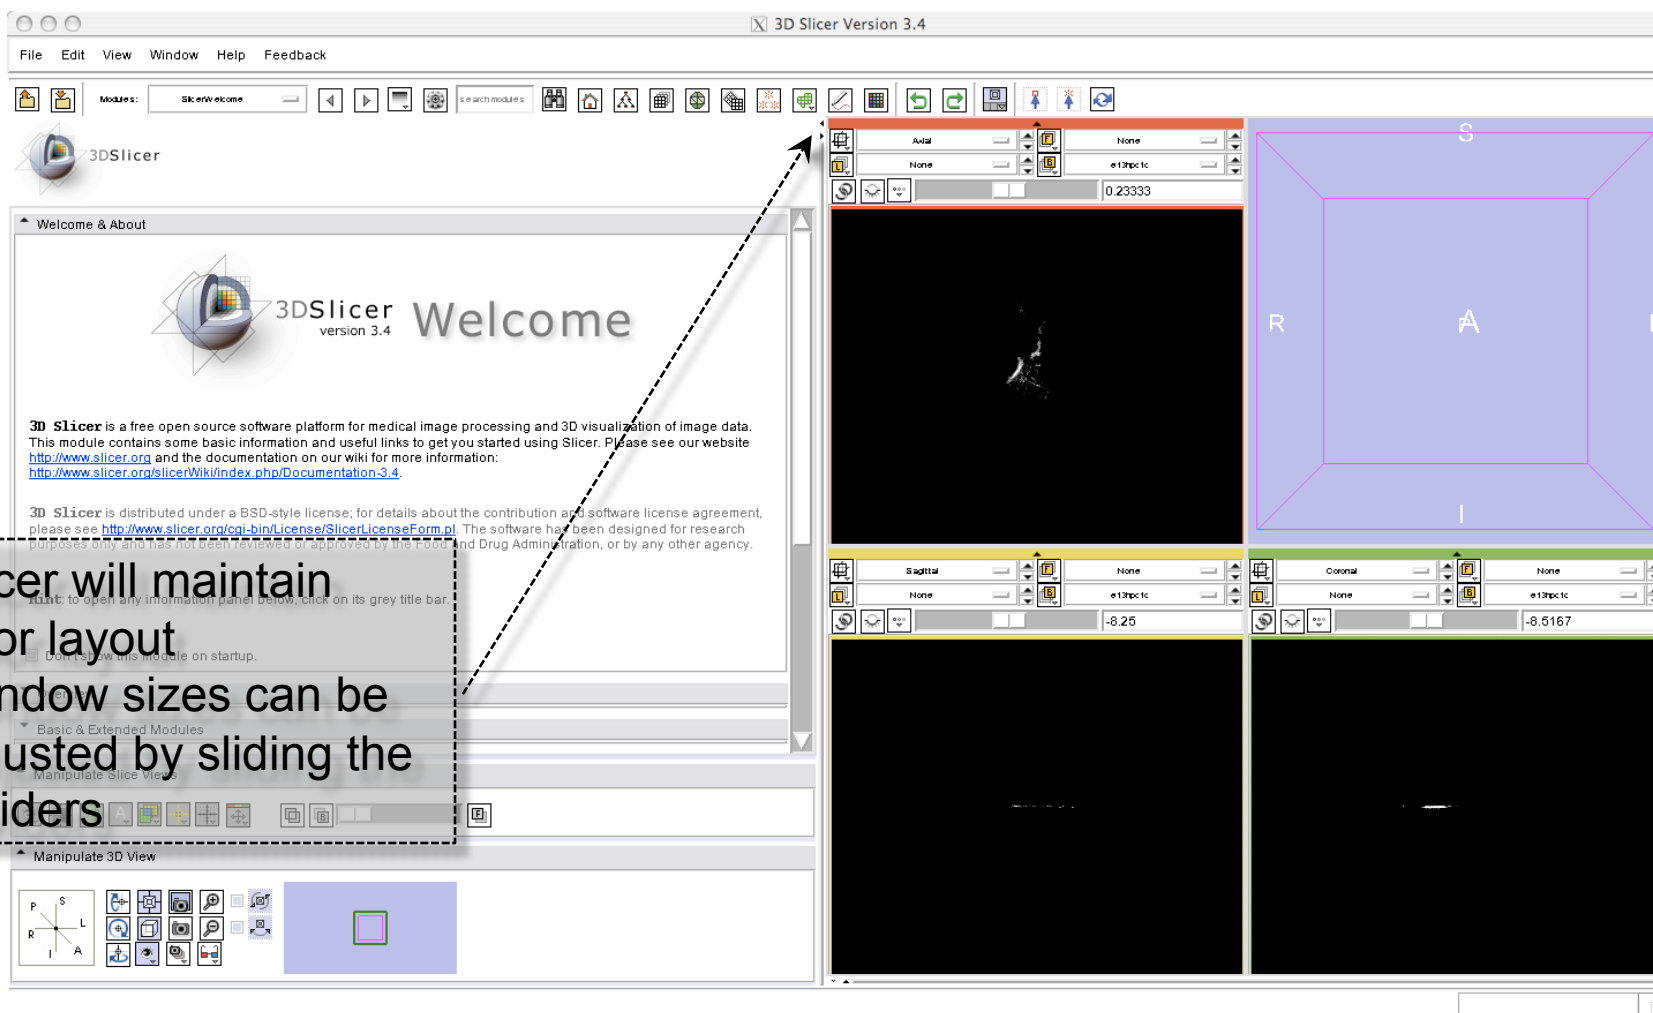 3D Slicer Version 3.4
File Edit View Window Help Feedback
Modules: SlicerWelcome search modules
3DSlicer
Welcome & About
3DSlicer
version 3.4
Welcome
3D Slicer is a free open source software platform for medical image processing and 3D visualization of image data.
This module contains some basic information and useful links to get you started using Slicer. Please see our website
http://www.slicer.org and the documentation on our wiki for more information:
http://www.slicer.org/slicerWiki/index.php/Documentation-3.4.
3D Slicer is distributed under a BSD-style license; for details about the contribution and software license agreement,
please see http://www.slicer.org/cgi-bin/License/SlicerLicenseForm.pl. The software has been designed for research
purposes only and has not been reviewed or approved by the Food and Drug Administration, or by any other agency.
Hint: to open any information panel below, click on its grey title bar.
Don't show this module on startup.
Overview
Basic & Extended Modules
cer will maintain
or layout
ndow sizes can be
usted by sliding the
iders
Manipulate Slice Views
A
B
F
Manipulate 3D View
P S
L
R
I A
Axial F None
L None B e13hpc1c
0.23333
S
R A
I
Sagittal F None
L None B e13hpc1c
-8.25
Coronal F None
L None B e13hpc1c
-8.5167